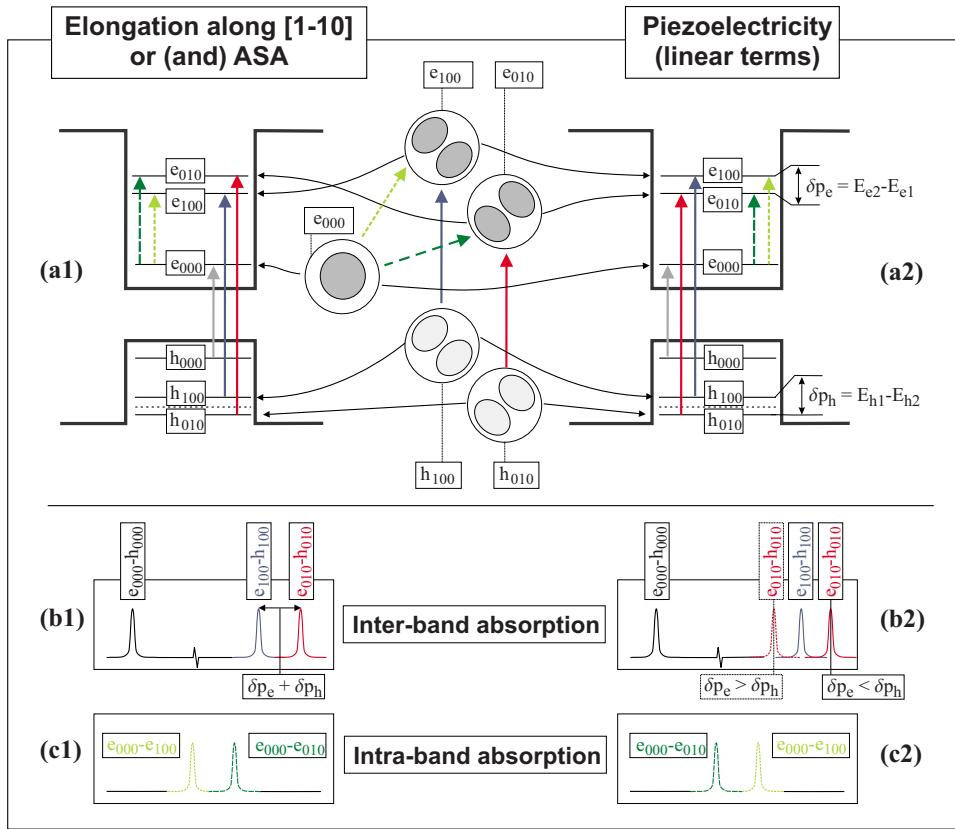 Elongation along [1-10]
or (and) ASA
Piezoelectricity
(linear terms)
e100
e010
e010
e100
e000
(a1)
e000
h000
h100
h010
e100
e010
e000
(a2)
h000
h100
h010
δpe = Ee2-Ee1
δph = Eh1-Eh2
h100
h010
(b1)
e000-h000
e100-h100
e010-h010
δpe + δph
Inter-band absorption
e000-h000
e010-h010
e100-h100
e010-h010
(b2)
δpe > δph
δpe < δph
(c1)
e000-e100
e000-e010
Intra-band absorption
e000-e010
e000-e100
(c2)